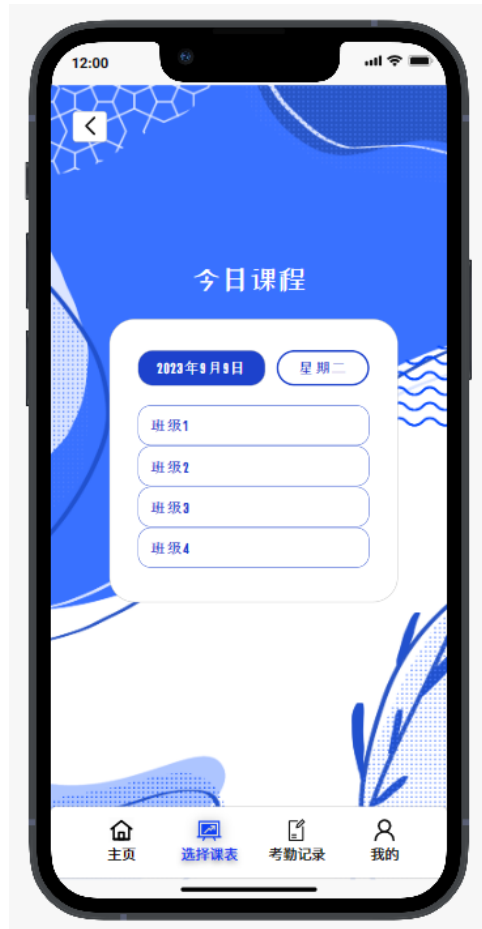 12:00
今日课程
2023年9月9日 星期二
班级1
班级2
班级3
班级4
主页 选择课表 考勤记录 我的